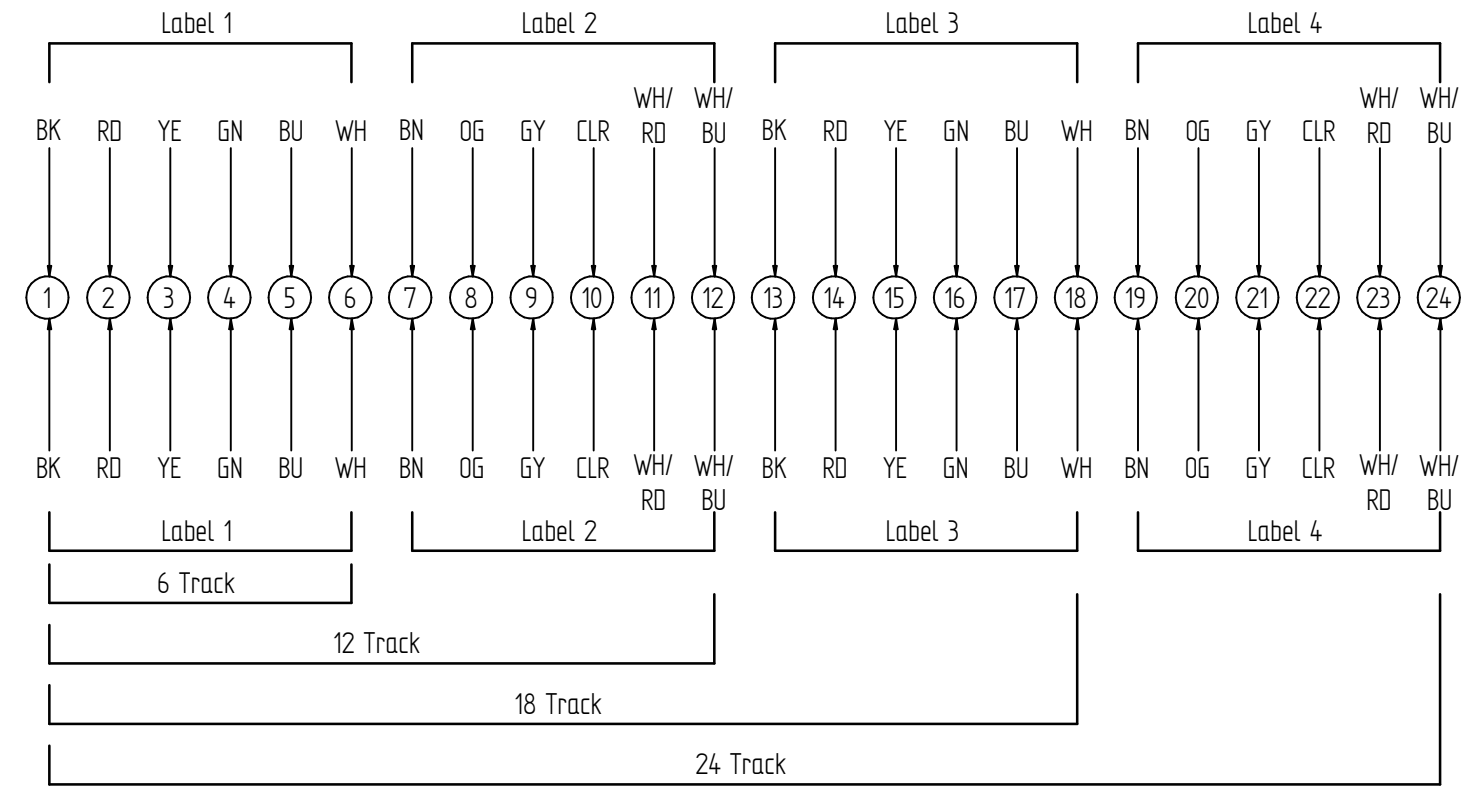 Label 1 Label 2 Label 3 Label 4
WH/ WH/ WH/ WH/
BK RD YE GN BU WH BN OG GY CLR RD BU BK RD YE GN BU WH BN OG GY CLR RD BU
1 2 3 4 5 6 7 8 9 10 11 12 13 14 15 16 17 18 19 20 21 22 23 24
BK RD YE GN BU WH BN OG GY CLR WH/ WH/ BK RD YE GN BU WH BN OG GY CLR WH/ WH/
RD BU RD BU
Label 1 Label 2 Label 3 Label 4
6 Track
12 Track
18 Track
24 Track